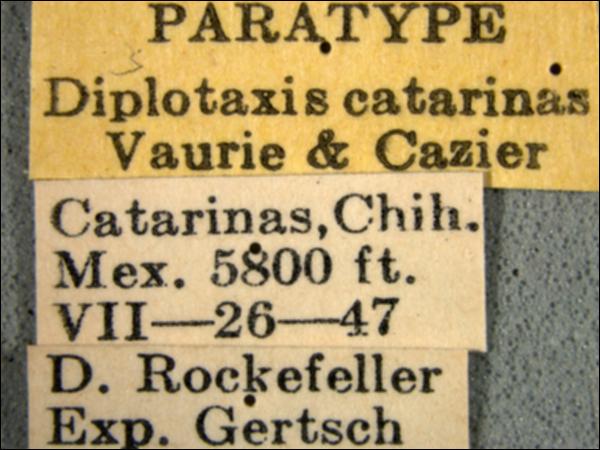 PARATYPE
Diplotaxis catarinas
Vaurie & Cazier
Catarinas, Chih.
Mex. 5800 ft.
VII—26—47
D. Rockefeller
Exp. Gertsch